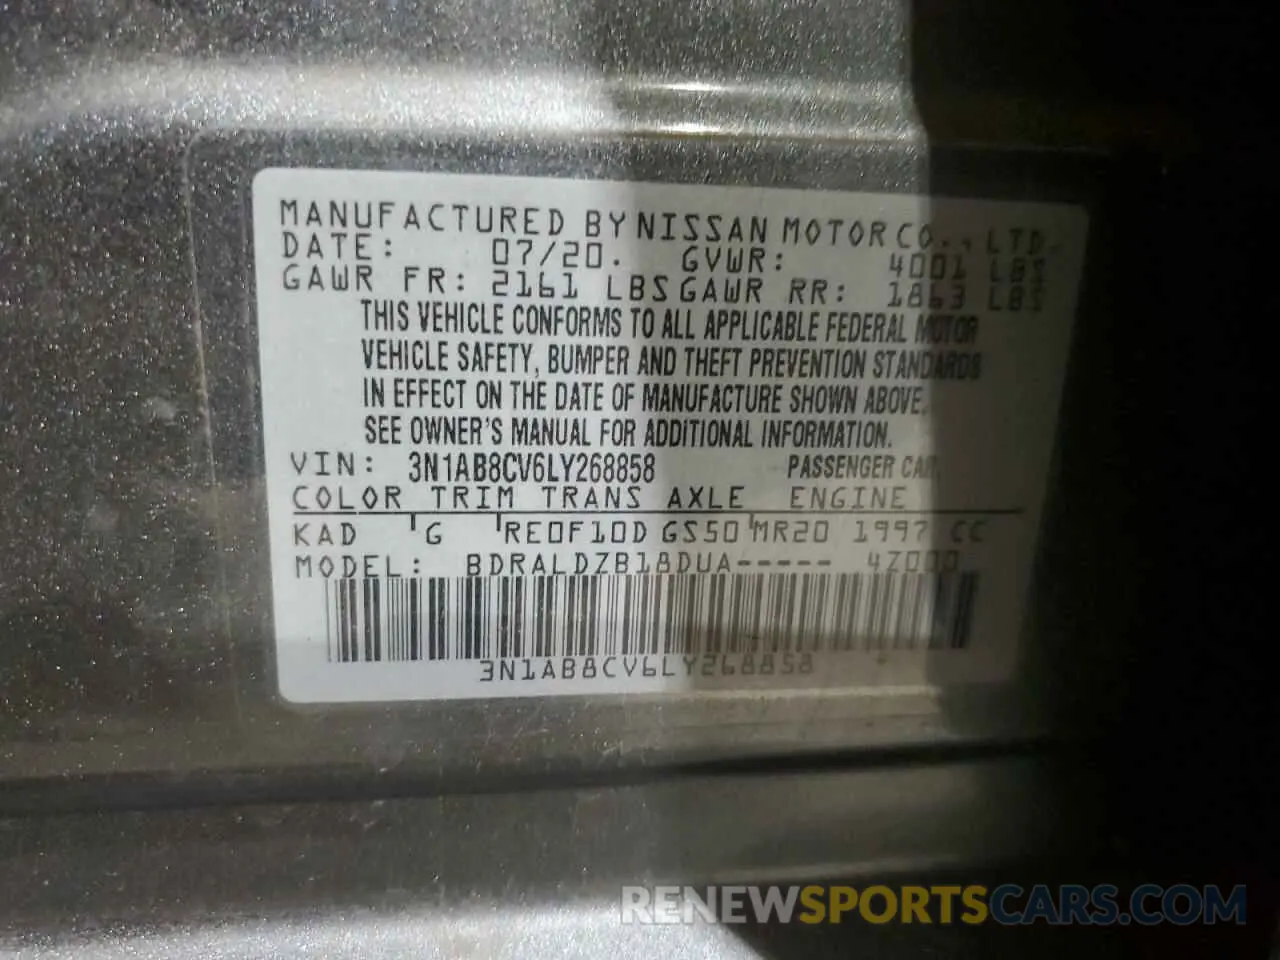 MANUFACTURED BY NISSAN MOTOR CO., LTD.
DATE: 07/20. GVWR: 4001 LBS
GAWR FR: 2161 LBS GAWR RR: 1863 LBS
THIS VEHICLE CONFORMS TO ALL APPLICABLE FEDERAL MOTOR
VEHICLE SAFETY, BUMPER AND THEFT PREVENTION STANDARDS
IN EFFECT ON THE DATE OF MANUFACTURE SHOWN ABOVE.
SEE OWNER'S MANUAL FOR ADDITIONAL INFORMATION.
VIN: 3N1AB8CV6LY268858 PASSENGER CAR
COLOR TRIM TRANS AXLE ENGINE
KAD G RE0F10D GS50 MR20 1997 CC
MODEL: BDRALDZB18DUA----- 4Z000
3N1AB8CV6LY268858
RENEWSPORTSCARS.COM